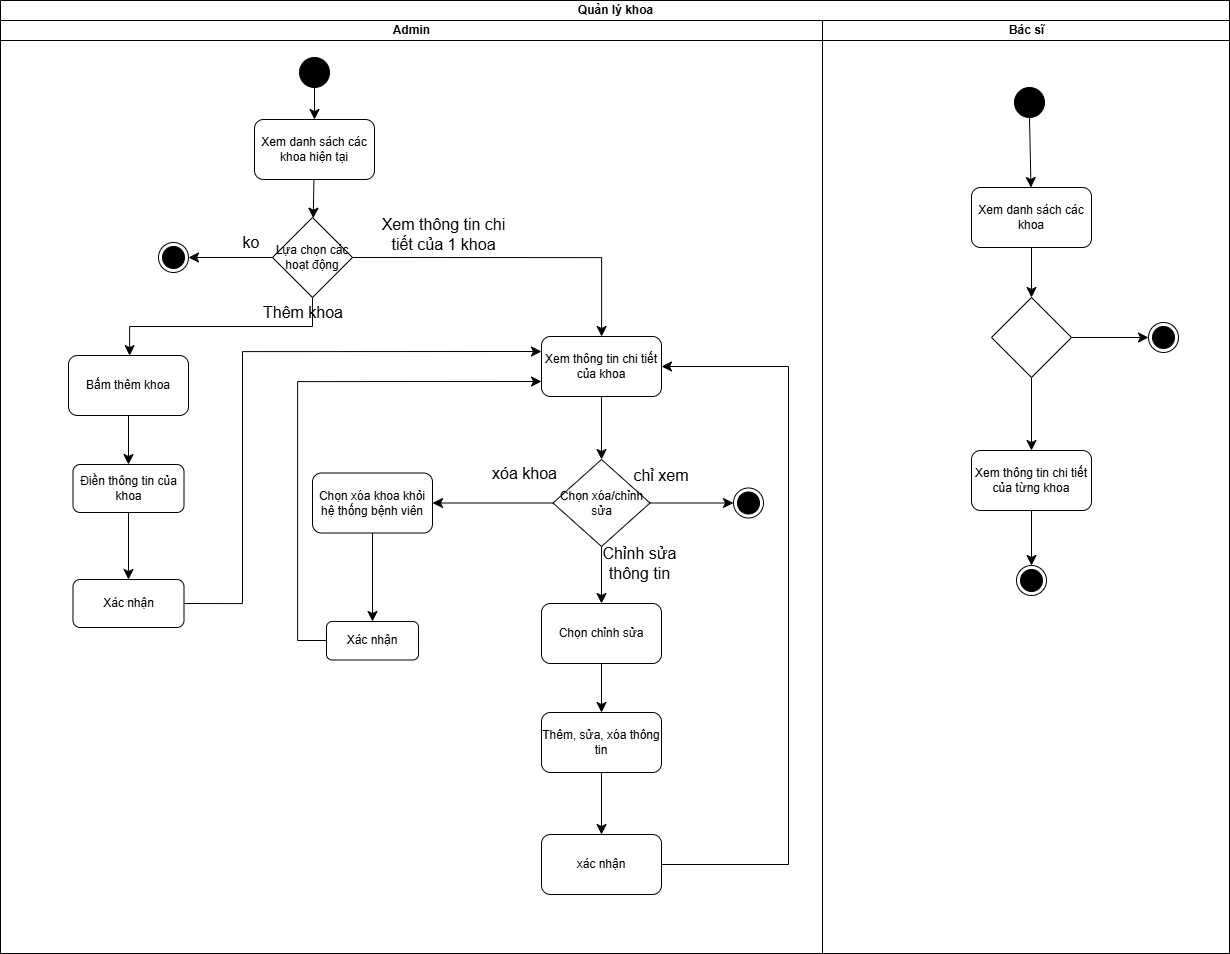 Quản lý khoa
Admin
Bác sĩ
Xem danh sách các
khoa hiện tại
Lựa chọn các
hoạt động
ko
Xem thông tin chi
tiết của 1 khoa
Thêm khoa
Bấm thêm khoa
Điền thông tin của
khoa
Xác nhận
Xem thông tin chi tiết
của khoa
Chọn xóa/chỉnh
sửa
xóa khoa
chỉ xem
Chọn xóa khoa khỏi
hệ thống bệnh viên
Xác nhận
Chỉnh sửa
thông tin
Chọn chỉnh sửa
Thêm, sửa, xóa thông
tin
xác nhận
Xem danh sách các
khoa
Xem thông tin chi tiết
của từng khoa